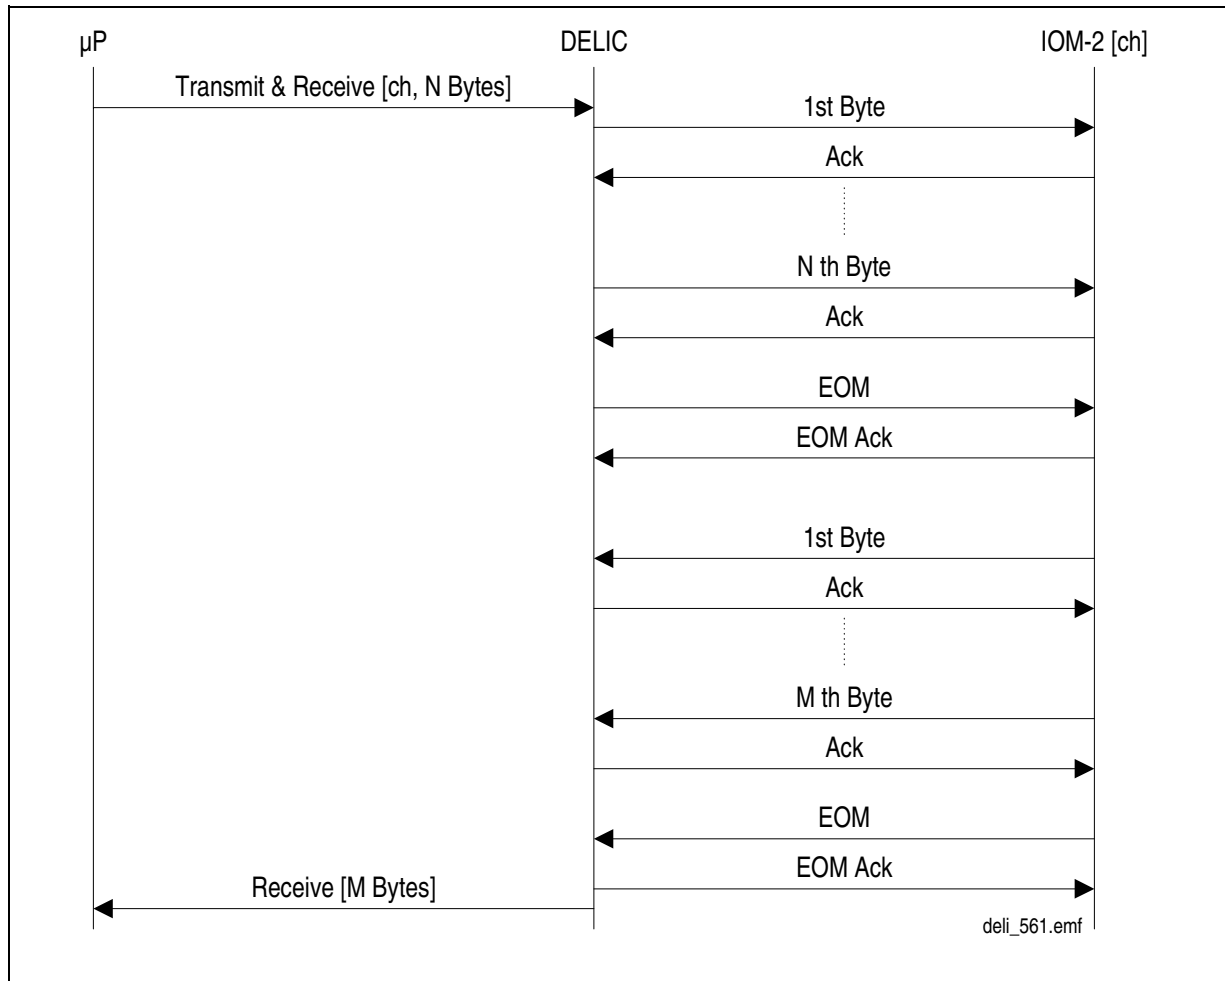 µP DELIC IOM-2 [ch]
Transmit & Receive [ch, N Bytes]
1st Byte
Ack
N th Byte
Ack
EOM
EOM Ack
1st Byte
Ack
M th Byte
Ack
EOM
EOM Ack
Receive [M Bytes]
deli_561.emf